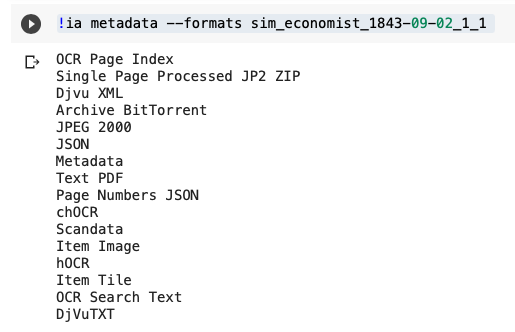 !ia metadata --formats sim_economist_1843-09-02_1_1
OCR Page Index
Single Page Processed JP2 ZIP
Djvu XML
Archive BitTorrent
JPEG 2000
JSON
Metadata
Text PDF
Page Numbers JSON
chOCR
Scandata
Item Image
hOCR
Item Tile
OCR Search Text
DjVuTXT